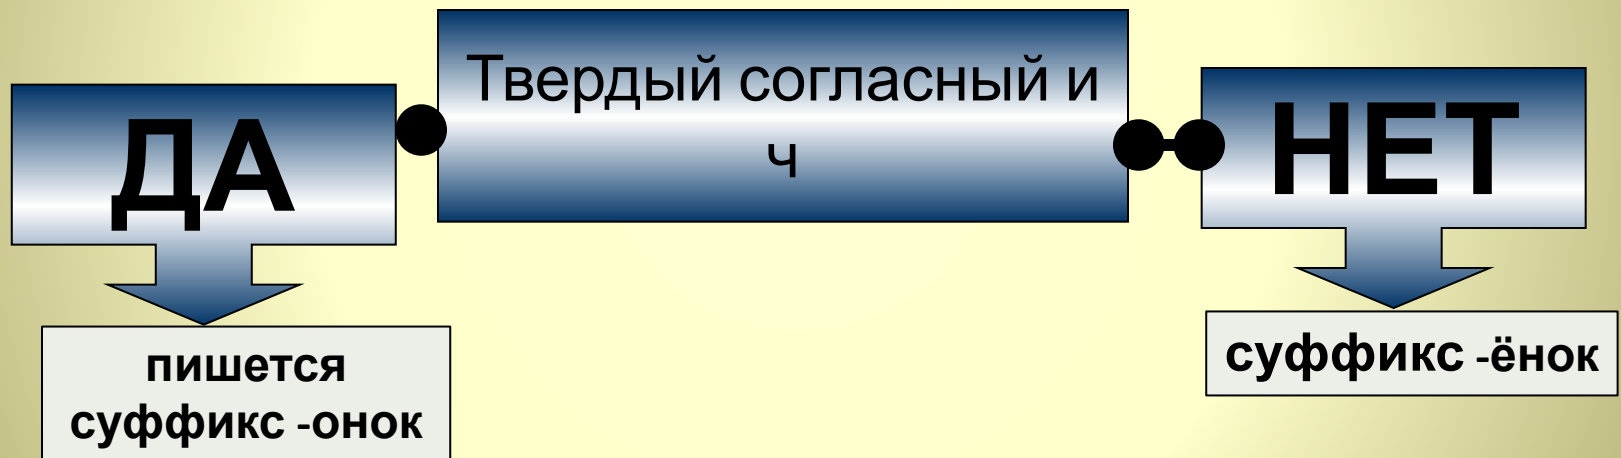 Твердый согласный и
ч
ДА
НЕТ
пишется
суффикс -онок
суффикс -ёнок